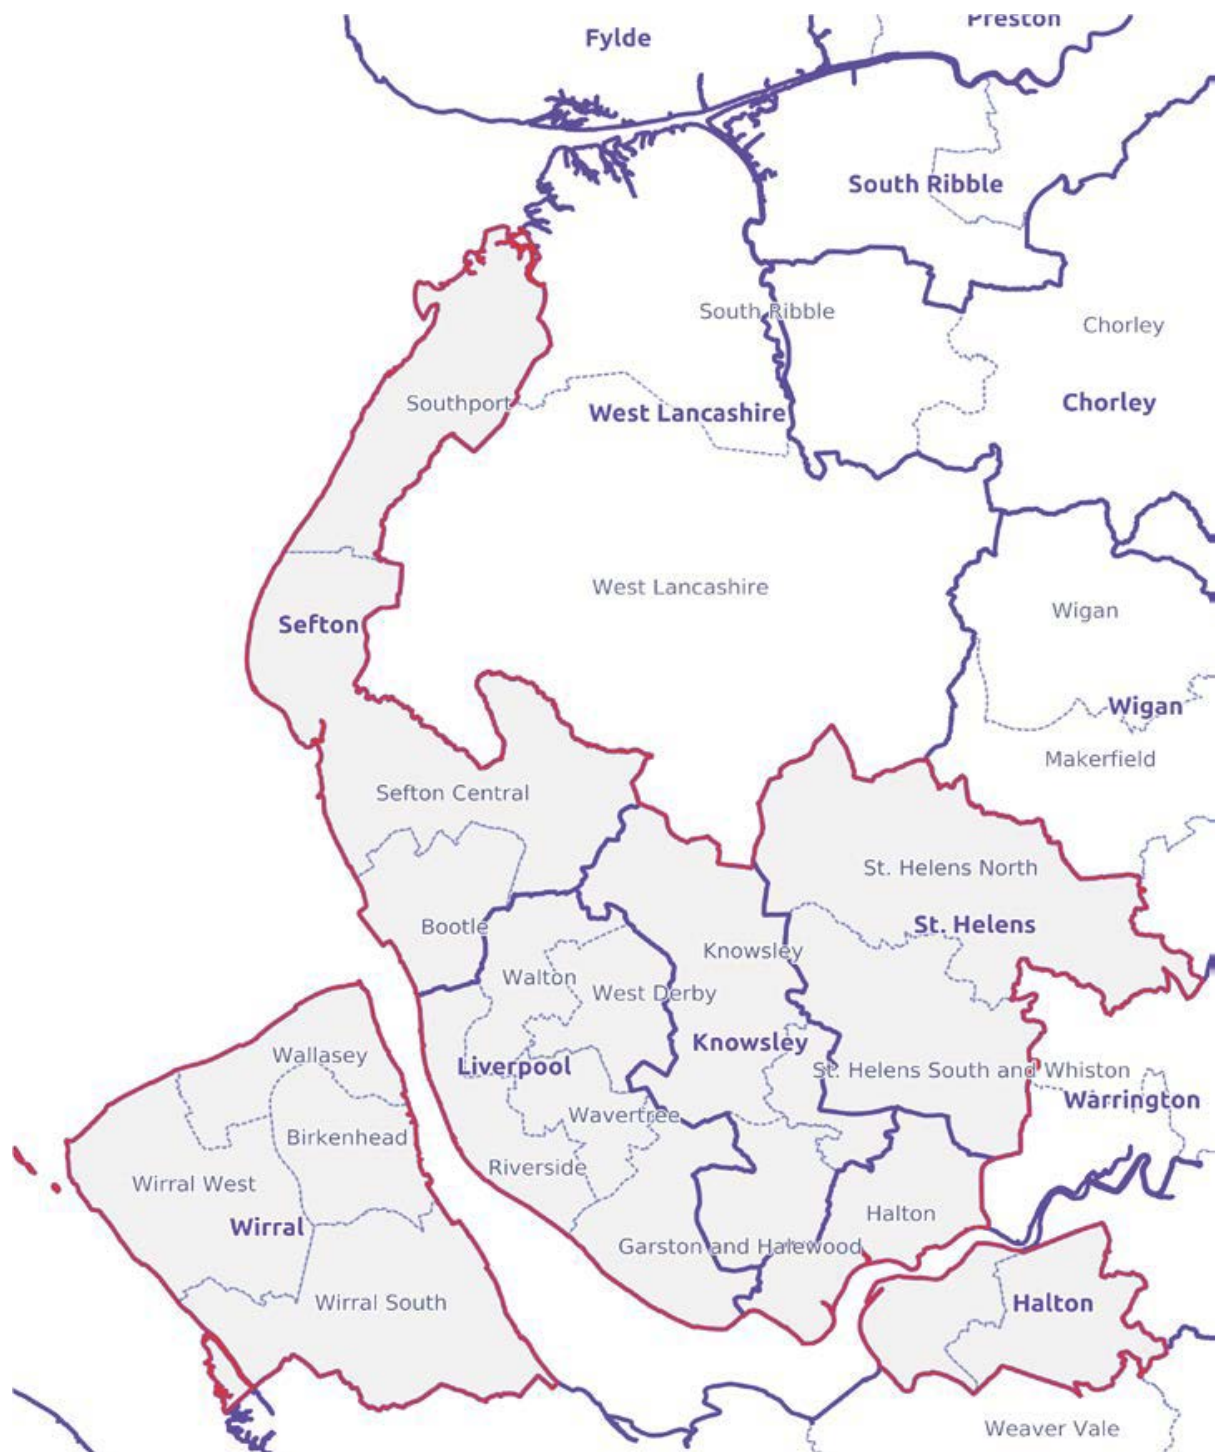 Preston
Fylde
South Ribble
South Ribble
Chorley
Southport
West Lancashire
Chorley
West Lancashire
Wigan
Sefton
Wigan
Makerfield
Sefton Central
St. Helens North
Bootle
St. Helens
Knowsley
Walton
West Derby
Knowsley
Wallasey
Liverpool
St. Helens South and Whiston
Warrington
Wavertree
Birkenhead
Riverside
Wirral West
Halton
Wirral
Garston and Halewood
Wirral South
Halton
Weaver Vale